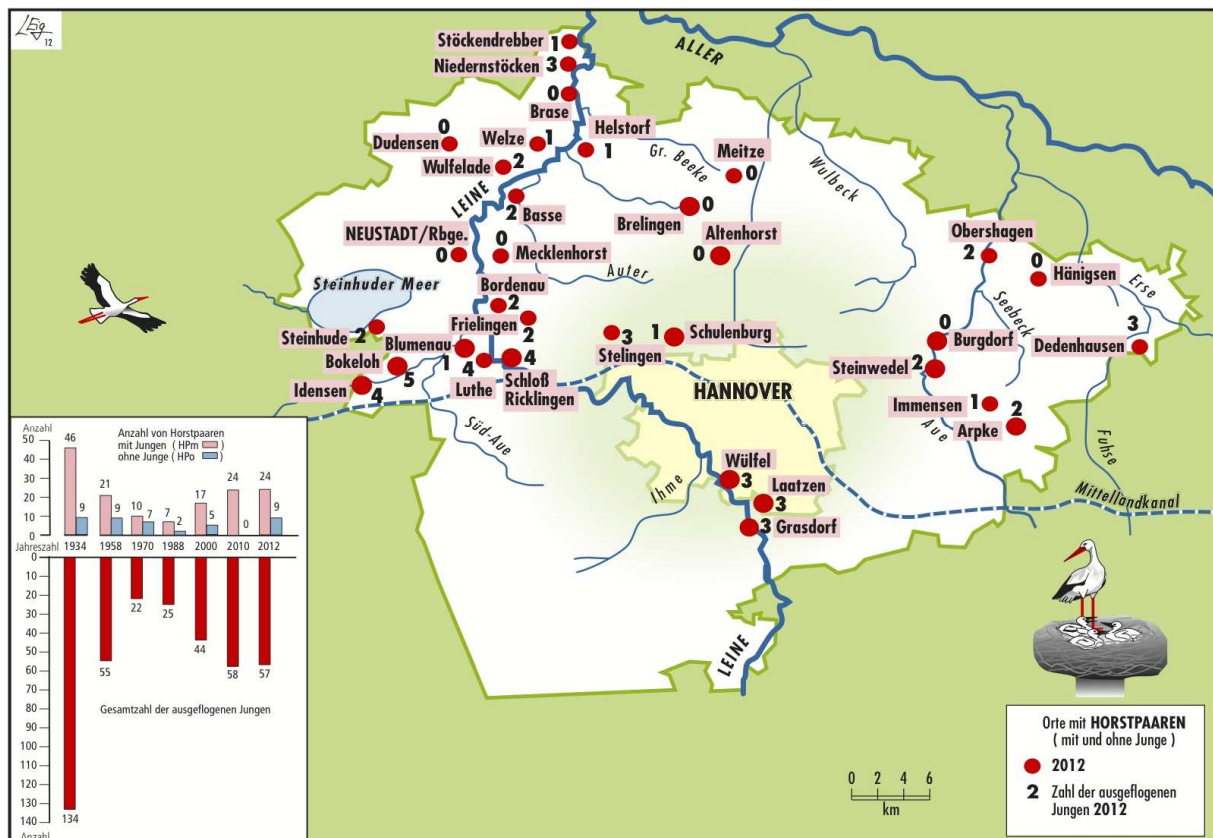 12
Stöckendrebber 1
Niedernstöcken 3
0
Brase
ALLER
0
Dudensen
Welze 1
Helstorf
1
Gr. Beeke
Meitze
0
Wulbeck
Wulfelade 2
LEINE
2 Basse
Brelingen 0
Altenhorst
0
NEUSTADT/Rbge.
0
0
Mecklenhorst
Auter
Obershagen
2
0
Hänigsen
Erse
Seebeck
3
Dedenhausen
Steinhuder Meer
Bordenau
2
Frielingen
2
Steinhude 2
Blumenau
1
Bokeloh
5
Idensen
4
4
Luthe
4
Schloß
Ricklingen
3
Stelingen
1 Schulenburg
0
Burgdorf
Steinwedel 2
HANNOVER
Immensen 1
2
Arpke
Aue
Fuhse
Süd-Aue
Ihme
Wülfel
3
Laatzen
3
3 Grasdorf
Mittellandkanal
LEINE
Anzahl
Anzahl von Horstpaaren
mit Jungen ( HPm )
ohne Junge ( HPo )
50
40
30
20
10
0
46 9
21 9
10 7
7 2
17 5
24 0
24 9
Jahreszahl 1934 1958 1970 1988 2000 2010 2012
0
10
20
30
40
50
60
70
80
90
100
110
120
130
140
134
55
22
25
44
58
57
Gesamtzahl der ausgeflogenen Jungen
Anzahl
0 2 4 6
km
Orte mit HORSTPAAREN
( mit und ohne Junge )
2012
2 Zahl der ausgeflogenen
Jungen 2012